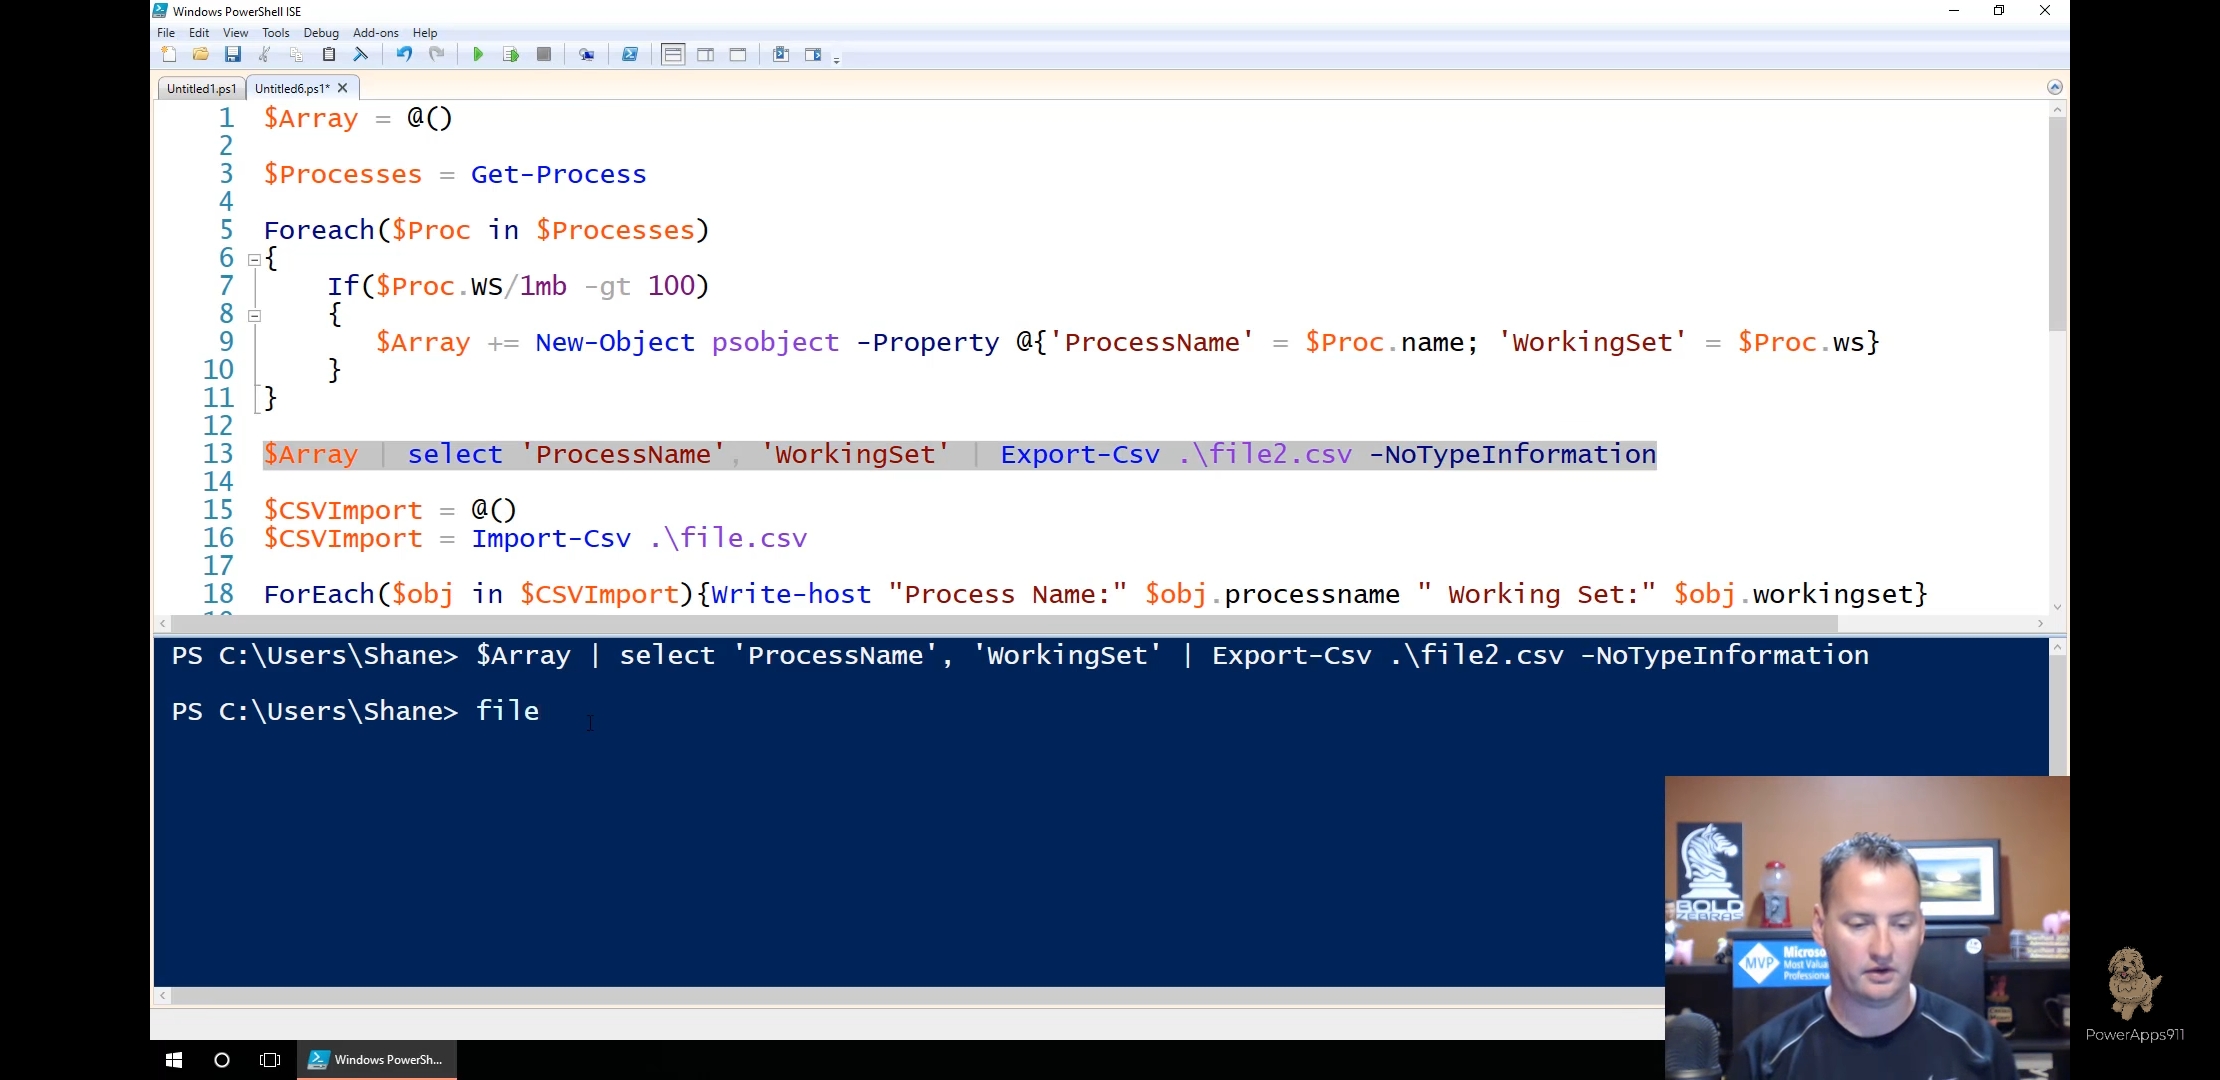 Windows PowerShell ISE
File Edit View Tools Debug Add-ons Help
Untitled1.ps1 Untitled6.ps1*
1 $Array = @()
2
3 $Processes = Get-Process
4
5 Foreach($Proc in $Processes)
6 {
7 If($Proc.WS/1mb -gt 100)
8 {
9 $Array += New-Object psobject -Property @{'ProcessName' = $Proc.name; 'WorkingSet' = $Proc.ws}
10 }
11 }
12
13 $Array | select 'ProcessName', 'WorkingSet' | Export-Csv .\file2.csv -NoTypeInformation
14
15 $CSVImport = @()
16 $CSVImport = Import-Csv .\file.csv
17
18 ForEach($obj in $CSVImport){Write-host "Process Name:" $obj.processname " Working Set:" $obj.workingset}
PS C:\Users\Shane> $Array | select 'ProcessName', 'WorkingSet' | Export-Csv .\file2.csv -NoTypeInformation
PS C:\Users\Shane> file
BOLD
ZEBRAS
MVP
Microso
Most Valua
Professiona
PowerApps911
Windows PowerSh...